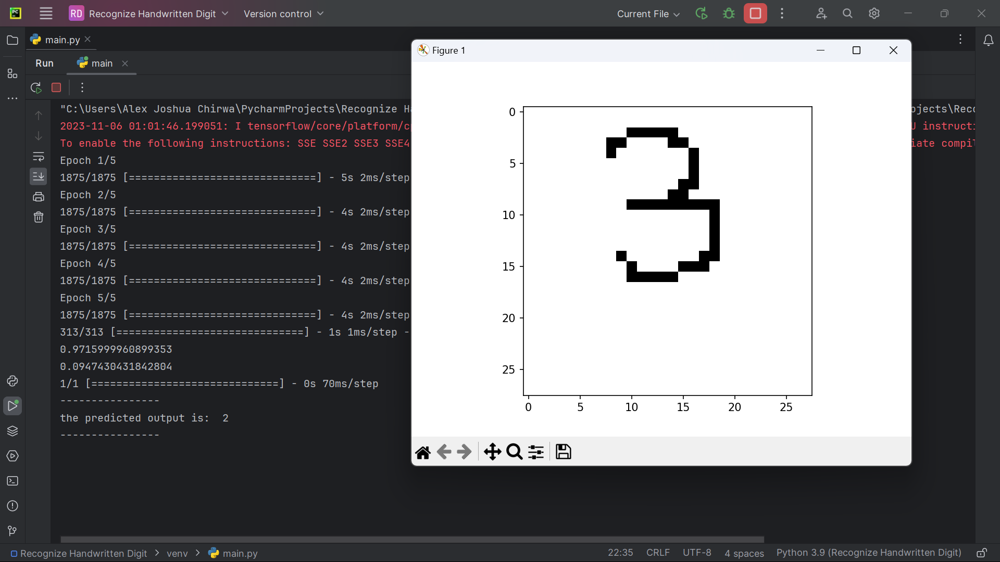 RD Recognize Handwritten Digit Version control Current File
main.py
Run main
"C:\Users\Alex Joshua Chirwa\PycharmProjects\Recognize
2023-11-06 01:01:46.199051: I tensorflow/core/platform/c
To enable the following instructions: SSE SSE2 SSE3 SSE4
Epoch 1/5
1875/1875 [==============================] - 5s 2ms/step
Epoch 2/5
1875/1875 [==============================] - 4s 2ms/step
Epoch 3/5
1875/1875 [==============================] - 4s 2ms/step
Epoch 4/5
1875/1875 [==============================] - 4s 2ms/step
Epoch 5/5
1875/1875 [==============================] - 4s 2ms/step
313/313 [==============================] - 1s 1ms/step -
0.9715999960899353
0.0947430431842804
1/1 [==============================] - 0s 70ms/step
----------------
the predicted output is:  2
----------------
Figure 1
0
5
10
15
20
25
0 5 10 15 20 25
ojects\Reco
U instructi
iate compil
Recognize Handwritten Digit > venv > main.py 22:35 CRLF UTF-8 4 spaces Python 3.9 (Recognize Handwritten Digit)